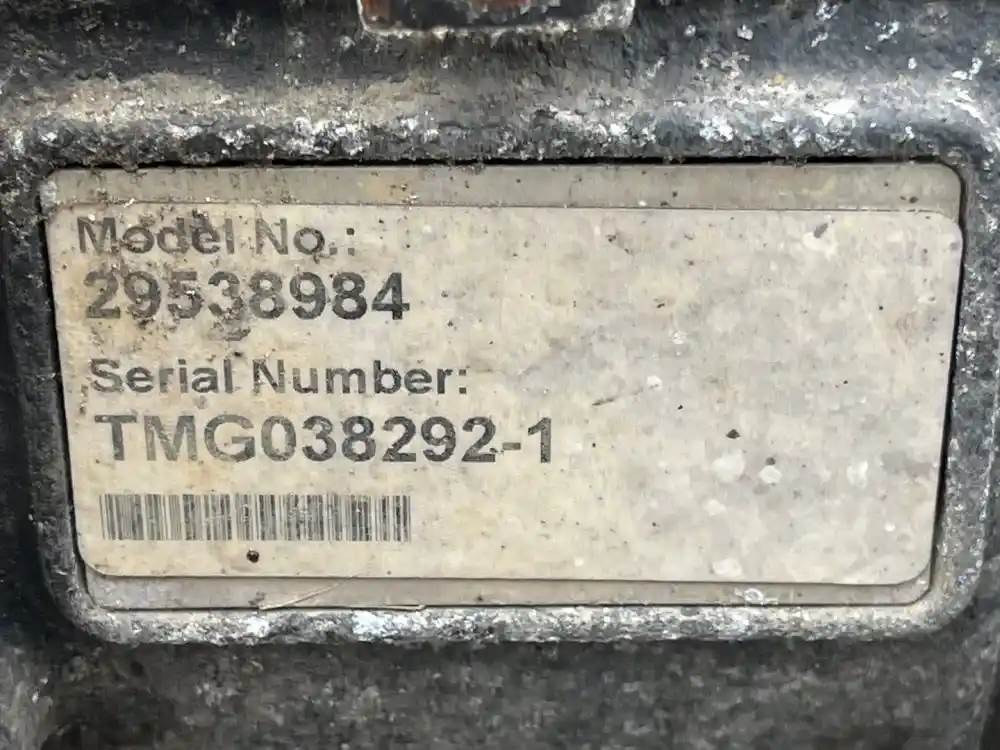 Model No.:
29538984
Serial Number:
TMG038292-1